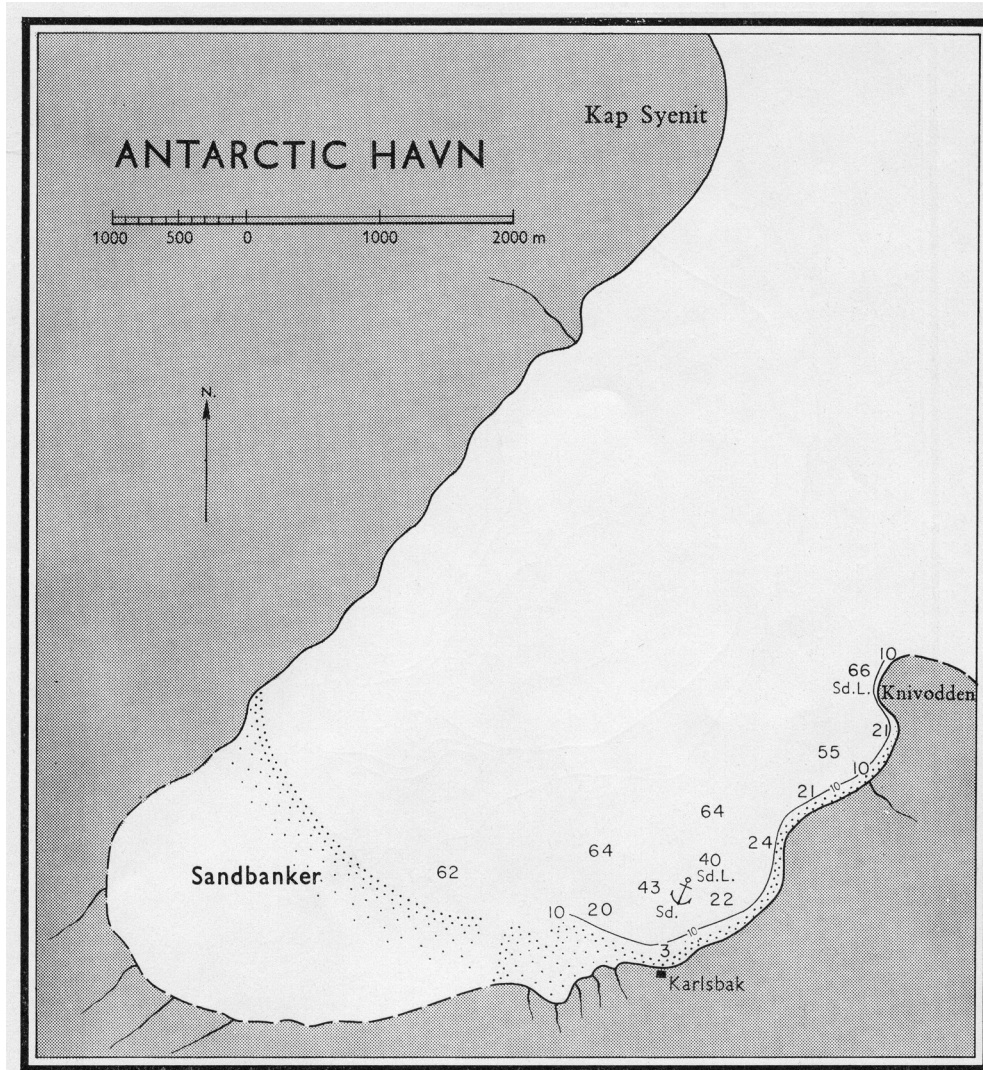 Kap Syenit
ANTARCTIC HAVN
1000 500 0 1000 2000 m
N.
10
66
Sd.L.
Knivodden
21
55
10
21
10
64
24
64
40
Sd.L.
62
Sandbanker
43
22
Sd.
10
20
10
3
Karlsbak